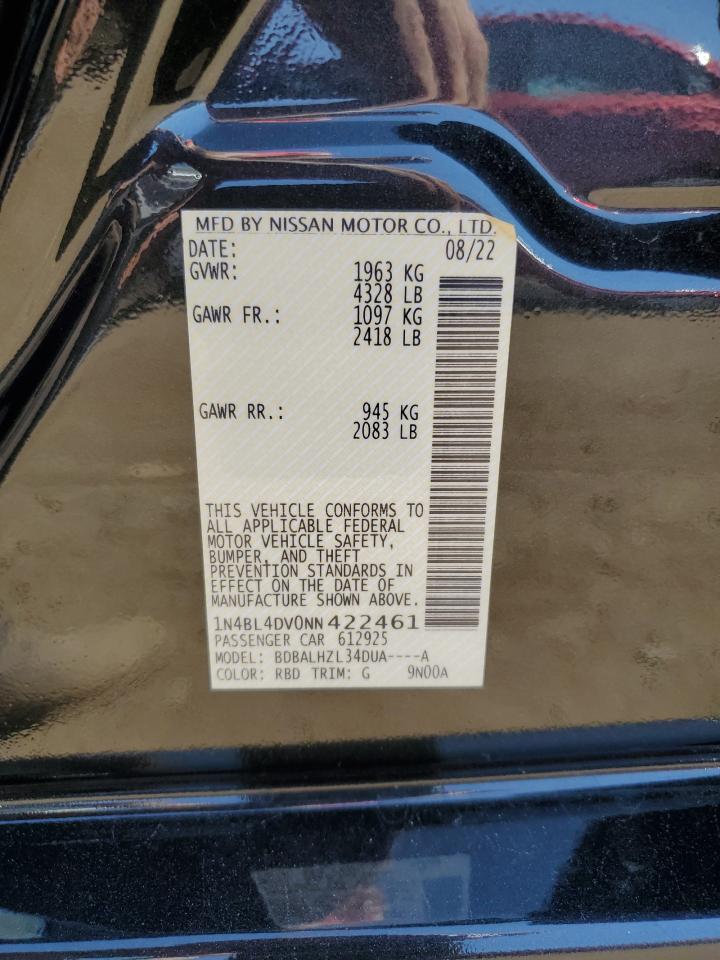 MFD BY NISSAN MOTOR CO., LTD.
DATE: 08/22
GVWR: 1963 KG
4328 LB
GAWR FR.: 1097 KG
2418 LB
GAWR RR.: 945 KG
2083 LB
THIS VEHICLE CONFORMS TO
ALL APPLICABLE FEDERAL
MOTOR VEHICLE SAFETY,
BUMPER, AND THEFT
PREVENTION STANDARDS IN
EFFECT ON THE DATE OF
MANUFACTURE SHOWN ABOVE.
1N4BL4DV0NN422461
PASSENGER CAR 612925
MODEL: BDBALHZL34DUA----A
COLOR: RBD TRIM: G 9N00A